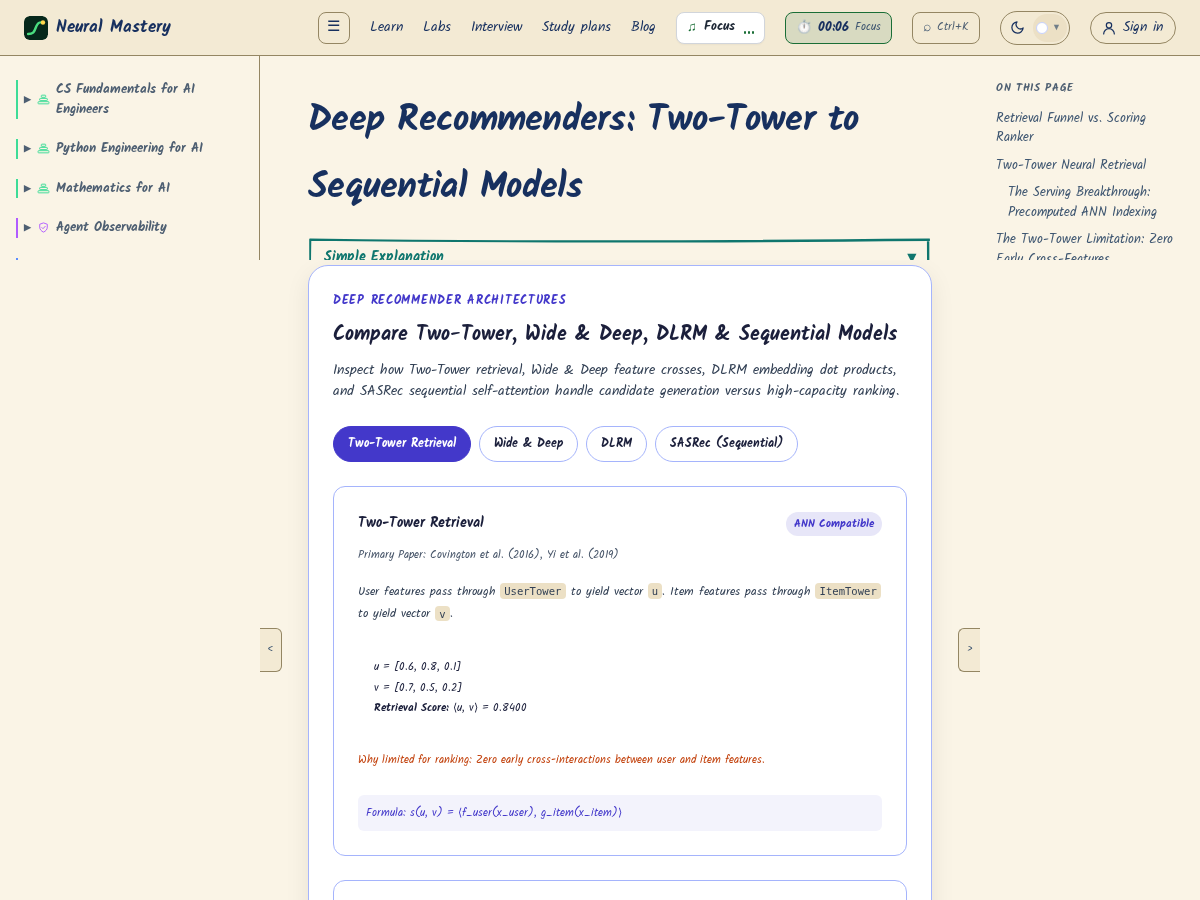 Neural Mastery
☰ Learn Labs Interview Study plans Blog ♫ Focus ... ⏱ 00:06 Focus ⌕ Ctrl+K ▾ Sign in
▶ CS Fundamentals for AI
Engineers
▶ Python Engineering for AI
▶ Mathematics for AI
▶ Agent Observability
Deep Recommenders: Two-Tower to
Sequential Models
Simple Explanation ▼
DEEP RECOMMENDER ARCHITECTURES
Compare Two-Tower, Wide & Deep, DLRM & Sequential Models
Inspect how Two-Tower retrieval, Wide & Deep feature crosses, DLRM embedding dot products,
and SASRec sequential self-attention handle candidate generation versus high-capacity ranking.
Two-Tower Retrieval Wide & Deep DLRM SASRec (Sequential)
Two-Tower Retrieval ANN Compatible
Primary Paper: Covington et al. (2016), Yi et al. (2019)
User features pass through UserTower to yield vector u. Item features pass through ItemTower
to yield vector v.
u = [0.6, 0.8, 0.1]
v = [0.7, 0.5, 0.2]
Retrieval Score: ⟨u, v⟩ = 0.8400
Why limited for ranking: Zero early cross-interactions between user and item features.
Formula: s(u, v) = ⟨f_user(x_user), g_item(x_item)⟩
<
>
ON THIS PAGE
Retrieval Funnel vs. Scoring
Ranker
Two-Tower Neural Retrieval
The Serving Breakthrough:
Precomputed ANN Indexing
The Two-Tower Limitation: Zero
Early Cross-Features